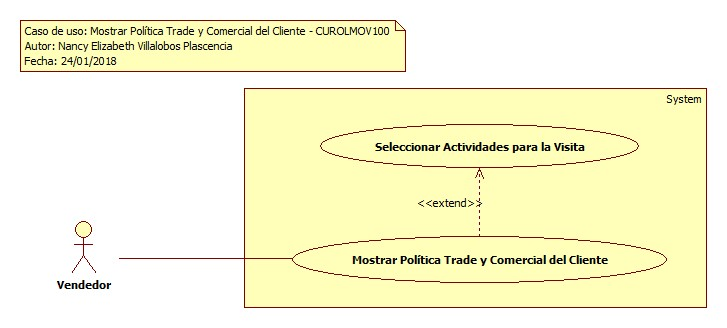 Caso de uso: Mostrar Política Trade y Comercial del Cliente - CUROLMOV100
Autor: Nancy Elizabeth Villalobos Plascencia
Fecha: 24/01/2018
System
Seleccionar Actividades para la Visita
<<extend>>
Mostrar Política Trade y Comercial del Cliente
Vendedor